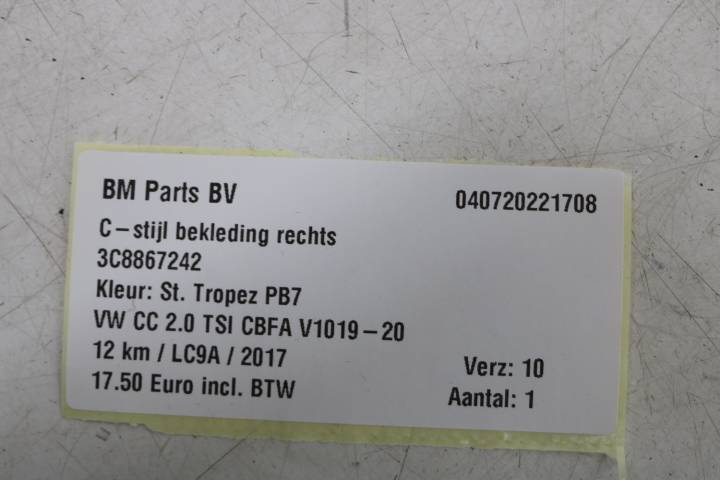 BM Parts BV 040720221708
C-stijl bekleding rechts
3C8867242
Kleur: St. Tropez PB7
VW CC 2.0 TSI CBFA V1019-20
12 km / LC9A / 2017 Verz: 10
17.50 Euro incl. BTW Aantal: 1